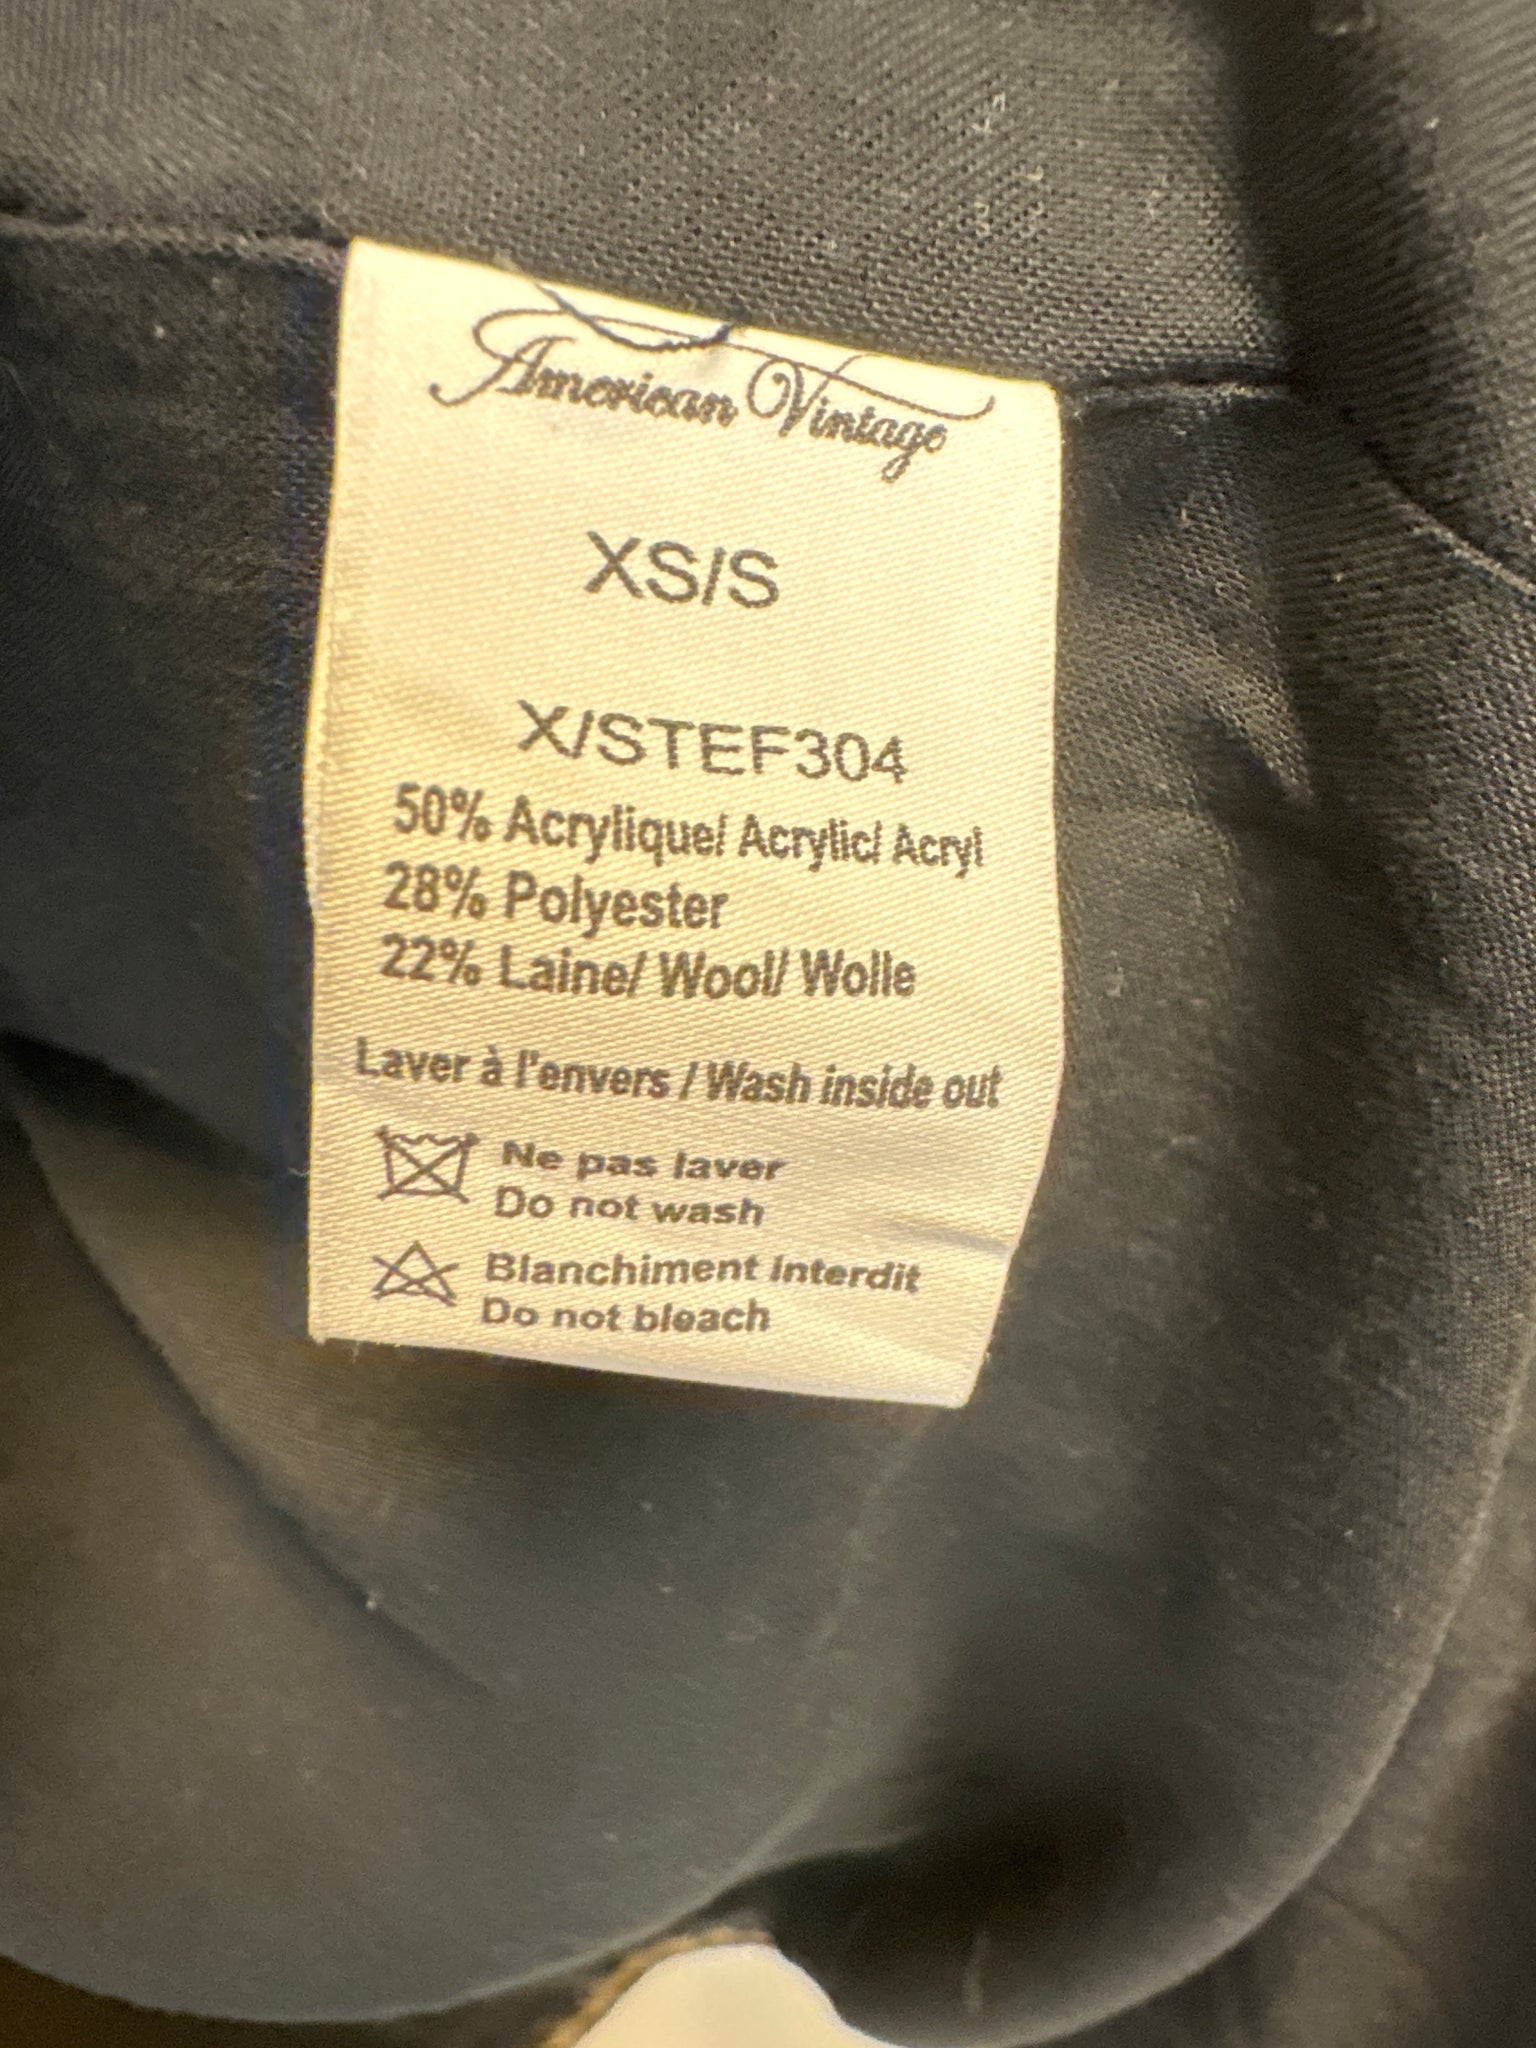 American Vintage
XS/S
X/STEF304
50% Acrylique/ Acrylic/ Acryl
28% Polyester
22% Laine/ Wool/ Wolle
Laver à l'envers / Wash inside out
Ne pas laver
Do not wash
Blanchiment interdit
Do not bleach